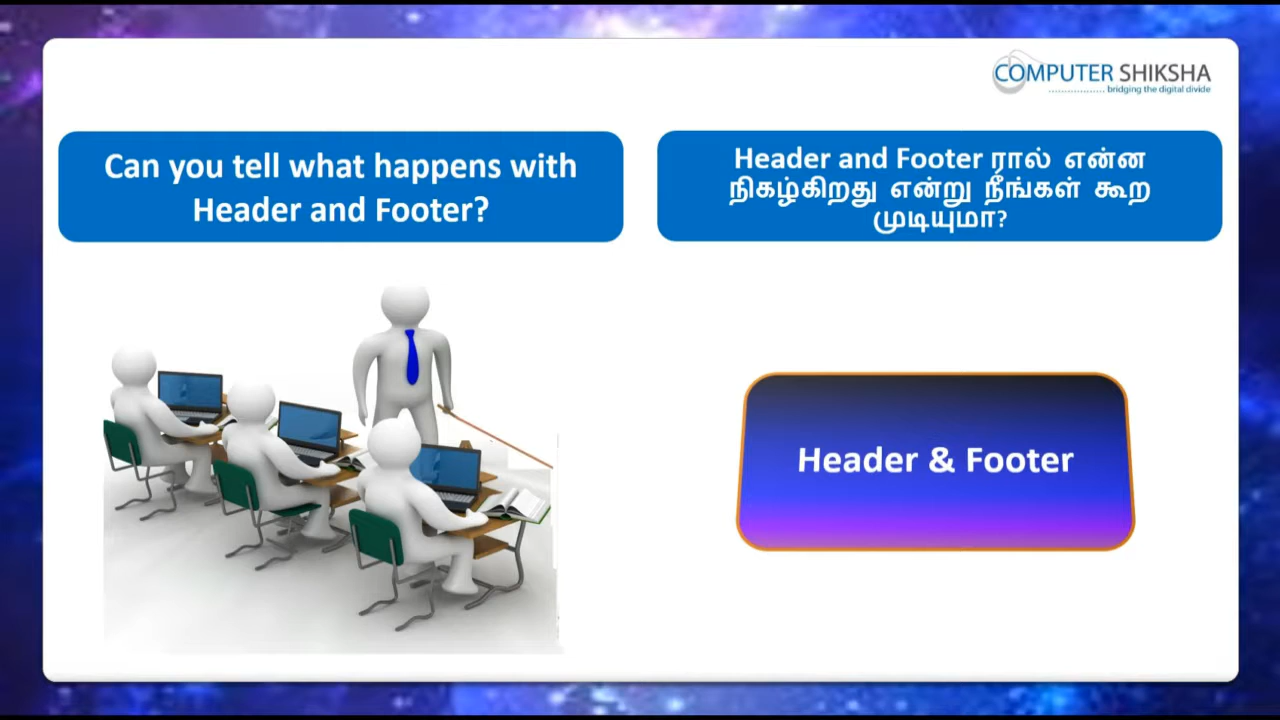 COMPUTER SHIKSHA
bridging the digital divide
Can you tell what happens with
Header and Footer?
Header and Footer ரால் என்ன
நிகழ்கிறது என்று நீங்கள் கூற
முடியுமா?
Header & Footer